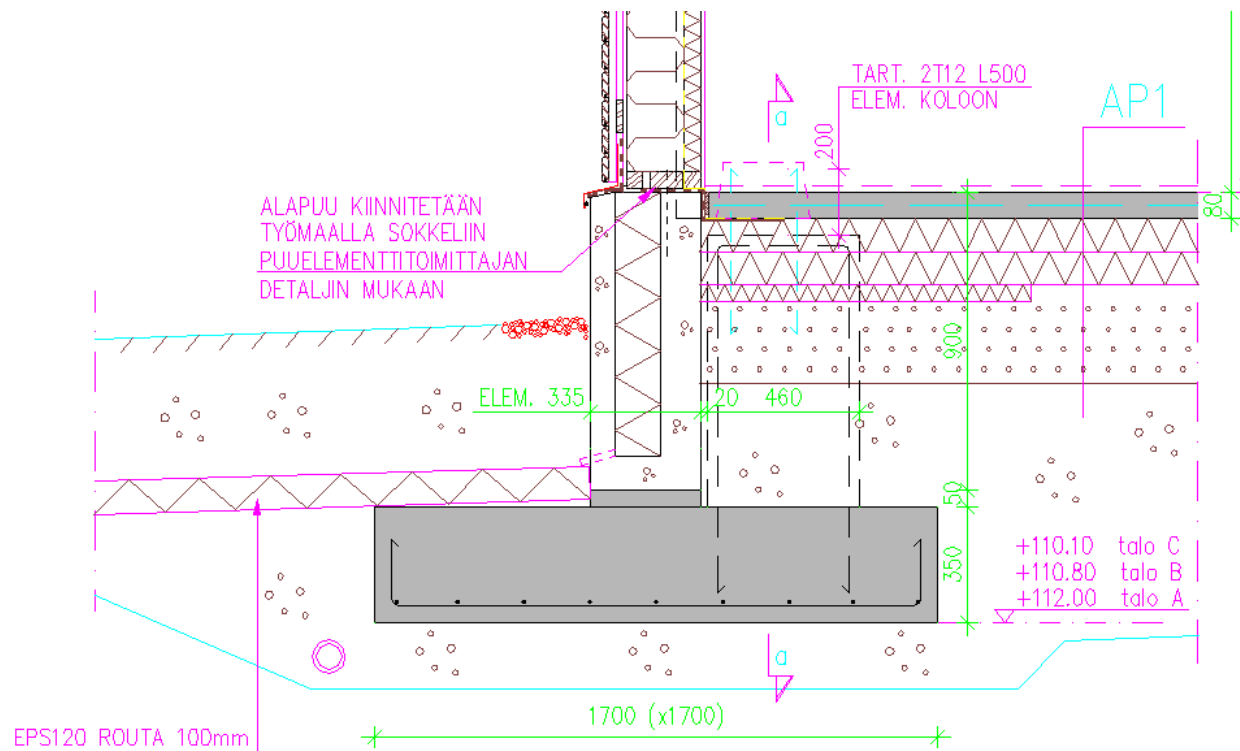 TART. 2T12 L500
ELEM. KOLOON
a
AP1
200
ALAPUU KIINNITETÄÄN
TYÖMAALLA SOKKELIIN
PUUELEMENTTITOIMITTAJAN
DETALJIN MUKAAN
80
900
ELEM. 335
20
460
50
350
+110.10 talo C
+110.80 talo B
+112.00 talo A
a
1700 (x1700)
EPS120 ROUTA 100mm